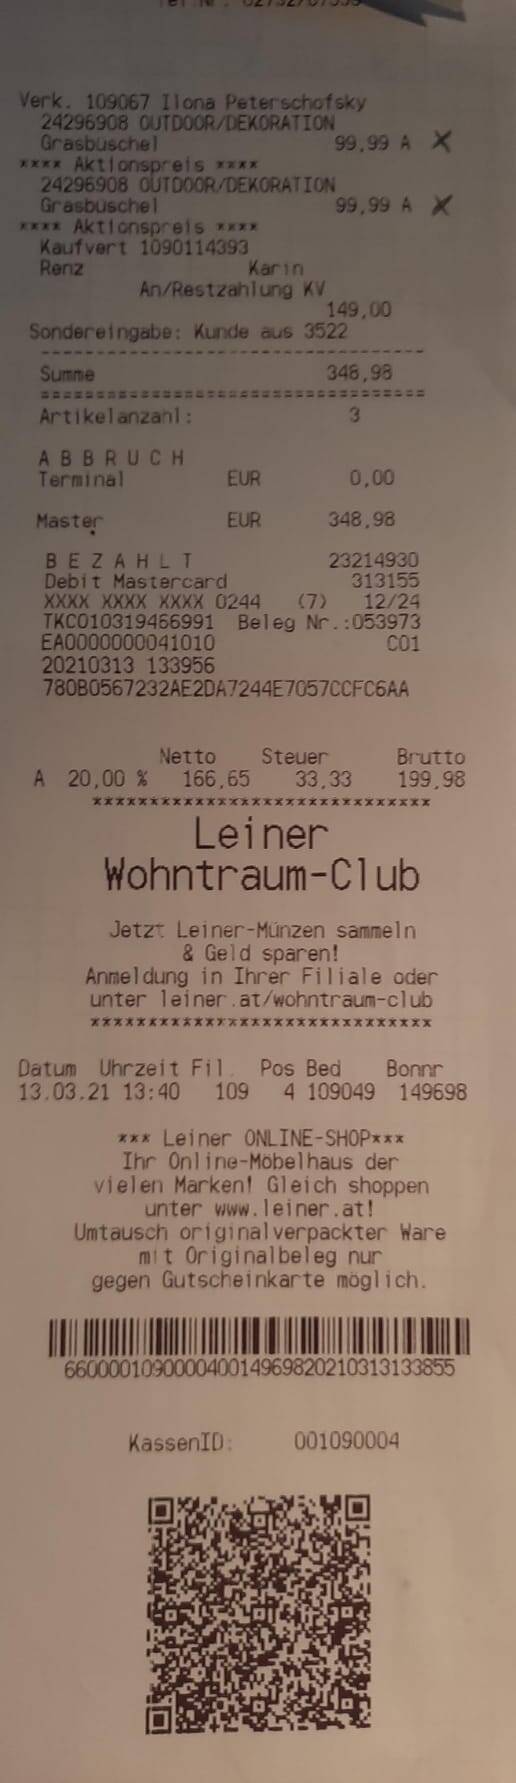 Verk. 109067 Ilona Peterschofsky
24296908 OUTDOOR/DEKORATION
Grasbüschel 99,99 A X
**** Aktionspreis ****
24296908 OUTDOOR/DEKORATION
Grasbüschel 99,99 A X
**** Aktionspreis ****
Kaufvert 1090114393
Renz Karin
An/Restzahlung KV
149,00
Sondereingabe: Kunde aus 3522
Summe 348,98
Artikelanzahl: 3
A B B R U C H
Terminal EUR 0,00
Master EUR 348,98
B E Z A H L T 23214930
Debit Mastercard 313155
XXXX XXXX XXXX 0244 (7) 12/24
TKC010319466991 Beleg Nr.:053973
EA0000000041010 C01
20210313 133956
780B0567232AE2DA7244E7057CCFC6AA
Netto Steuer Brutto
A 20,00 % 166,65 33,33 199,98
******************************
Leiner
Wohntraum-Club
Jetzt Leiner-Münzen sammeln
& Geld sparen!
Anmeldung in Ihrer Filiale oder
unter leiner.at/wohntraum-club
******************************
Datum Uhrzeit Fil. Pos Bed Bonnr
13.03.21 13:40 109 4 109049 149698
*** Leiner ONLINE-SHOP***
Ihr Online-Möbelhaus der
vielen Marken! Gleich shoppen
unter www.leiner.at!
Umtausch originalverpackter Ware
mit Originalbeleg nur
gegen Gutscheinkarte möglich.
660000109000040014969820210313133855
KassenID: 001090004